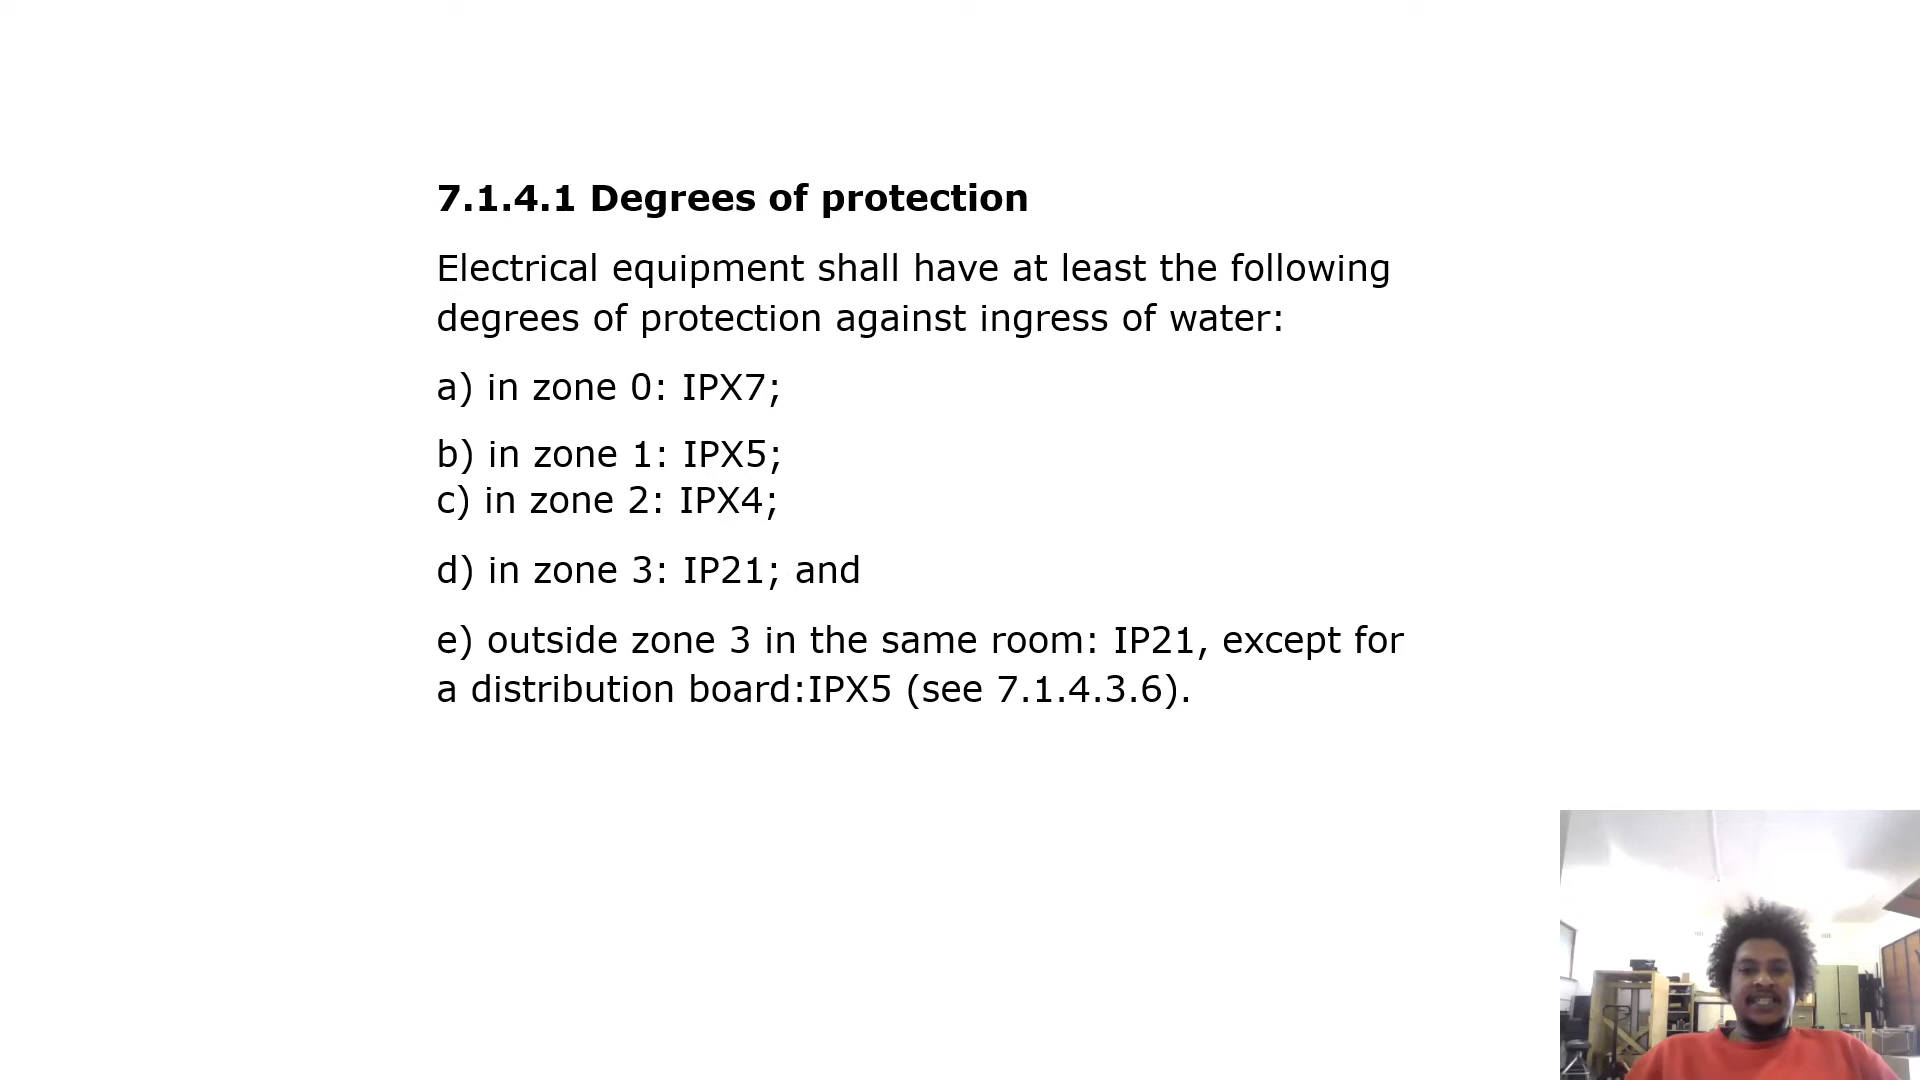 7.1.4.1 Degrees of protection
Electrical equipment shall have at least the following
degrees of protection against ingress of water:
a) in zone 0: IPX7;
b) in zone 1: IPX5;
c) in zone 2: IPX4;
d) in zone 3: IP21; and
e) outside zone 3 in the same room: IP21, except for
a distribution board:IPX5 (see 7.1.4.3.6).